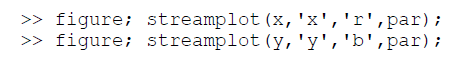 >> figure; streamplot(x,'x','r',par);
>> figure; streamplot(y,'y','b',par);